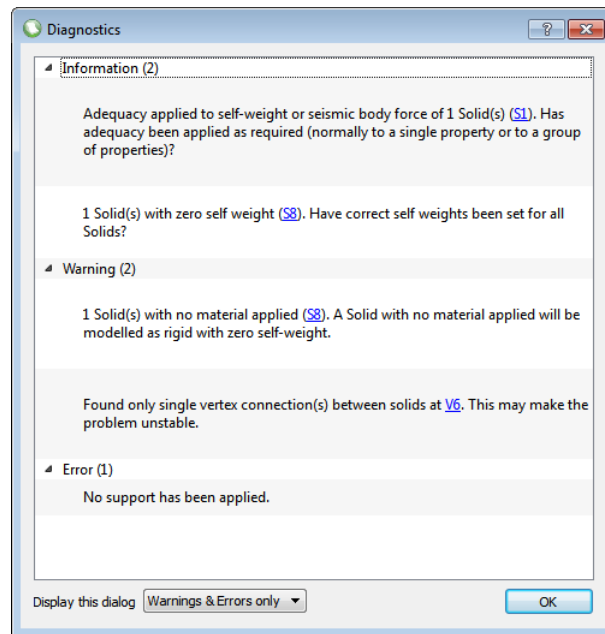 Diagnostics
Information (2)
Adequacy applied to self-weight or seismic body force of 1 Solid(s) (S1). Has
adequacy been applied as required (normally to a single property or to a group
of properties)?
1 Solid(s) with zero self weight (S8). Have correct self weights been set for all
Solids?
Warning (2)
1 Solid(s) with no material applied (S8). A Solid with no material applied will be
modelled as rigid with zero self-weight.
Found only single vertex connection(s) between solids at V6. This may make the
problem unstable.
Error (1)
No support has been applied.
Display this dialog Warnings & Errors only OK